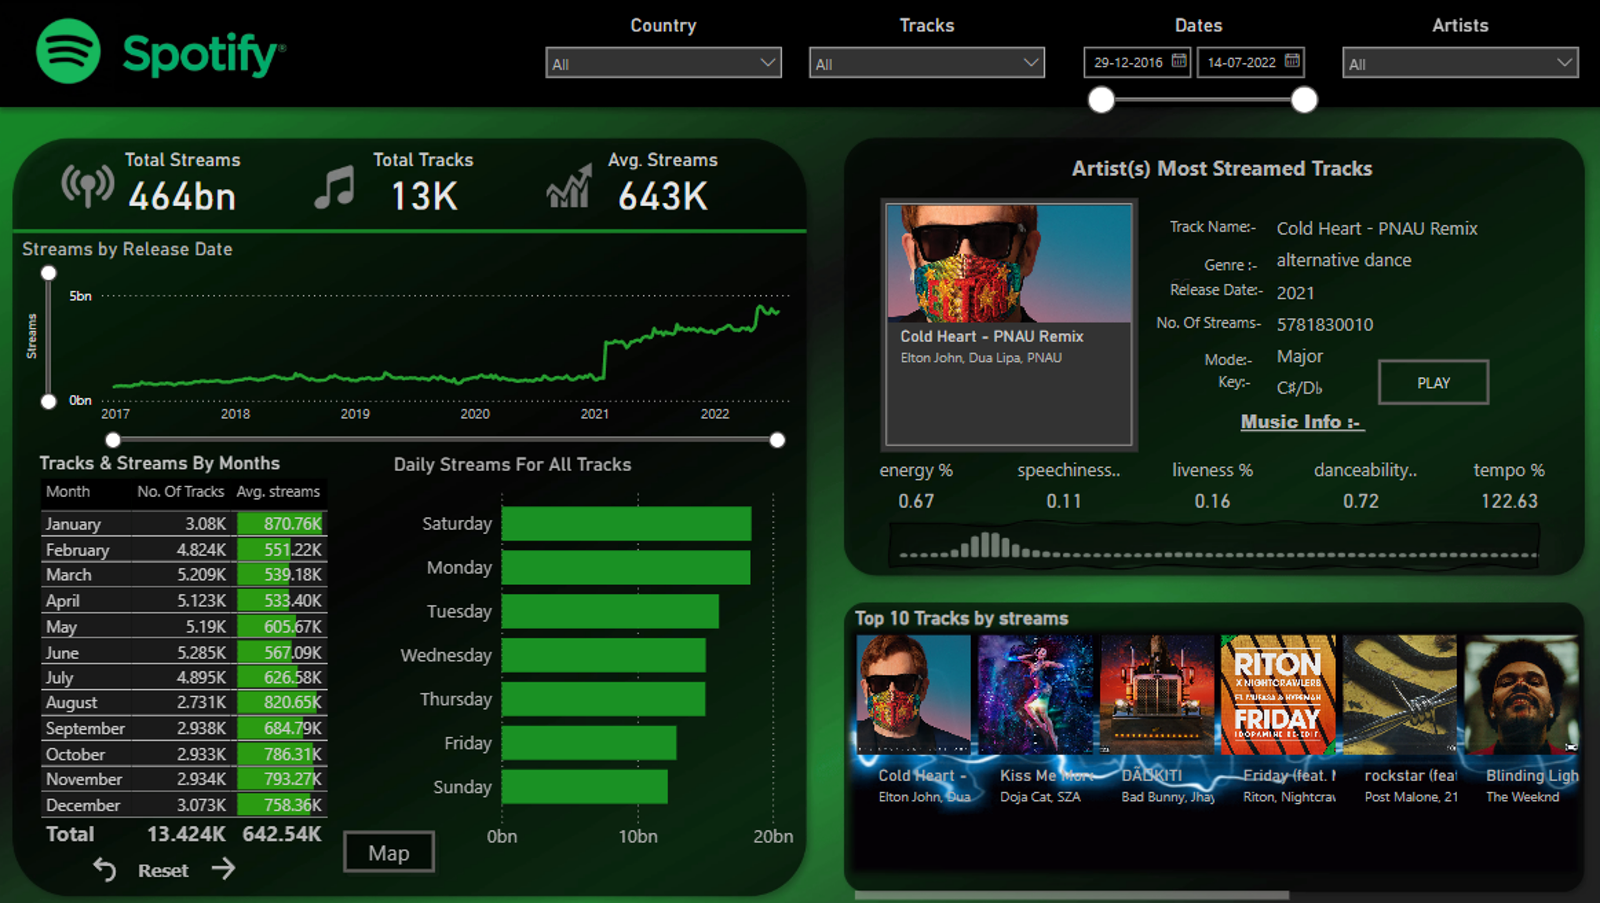 Spotify®
Country
All
Tracks
All
Dates
29-12-2016
14-07-2022
Artists
All
Total Streams
464bn
Total Tracks
13K
Avg. Streams
643K
Streams by Release Date
Streams
5bn
0bn
2017 2018 2019 2020 2021 2022
Tracks & Streams By Months
Month No. Of Tracks Avg. streams
January 3.08K 870.76K
February 4.824K 551.22K
March 5.209K 539.18K
April 5.123K 533.40K
May 5.19K 605.67K
June 5.285K 567.09K
July 4.895K 626.58K
August 2.731K 820.65K
September 2.938K 684.79K
October 2.933K 786.31K
November 2.934K 793.27K
December 3.073K 758.36K
Total 13.424K 642.54K
Reset
Map
Daily Streams For All Tracks
Saturday
Monday
Tuesday
Wednesday
Thursday
Friday
Sunday
0bn 10bn 20bn
Artist(s) Most Streamed Tracks
ELTON
Cold Heart - PNAU Remix
Elton John, Dua Lipa, PNAU
Track Name:- Cold Heart - PNAU Remix
Genre :- alternative dance
Release Date:- 2021
No. Of Streams- 5781830010
Mode:- Major
Key:- C♯/D♭
PLAY
Music Info :-
energy % speechiness.. liveness % danceability.. tempo %
0.67 0.11 0.16 0.72 122.63
Top 10 Tracks by streams
RITON
X NIGHTCRAWLERS
FT. MUFASA & HYPEMAN
FRIDAY
(DOPAMINE RE-EDIT)
Cold Heart -
Elton John, Dua
Kiss Me More
Doja Cat, SZA
DÁKITI
Bad Bunny, Jhay
Friday (feat. M
Riton, Nightcraw
rockstar (feat
Post Malone, 21
Blinding Ligh
The Weeknd